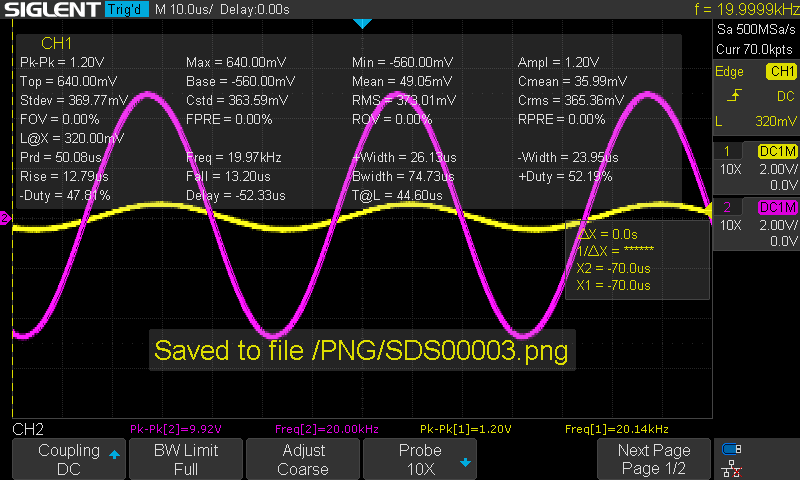 SIGLENT Trig'd M 10.0us/ Delay:0.00s f = 19.9999kHz
Sa 500MSa/s
Curr 70.0kpts
Edge CH1
DC
L 320mV
1 DC1M
10X 2.00V/
0.0V
2 DC1M
10X 2.00V/
0.0V
CH1
Pk-Pk = 1.20V Max = 640.00mV Min = -560.00mV Ampl = 1.20V
Top = 640.00mV Base = -560.00mV Mean = 49.05mV Cmean = 35.99mV
Stdev = 369.77mV Cstd = 363.59mV RMS = 373.01mV Crms = 365.36mV
FOV = 0.00% FPRE = 0.00% ROV = 0.00% RPRE = 0.00%
L@X = 320.00mV
Prd = 50.08us Freq = 19.97kHz +Width = 26.13us -Width = 23.95us
Rise = 12.79us Fall = 13.20us Bwidth = 74.73us +Duty = 52.19%
-Duty = 47.81% Delay = -52.33us T@L = 44.60us
2
ΔX = 0.0s
1/ΔX = ******
X2 = -70.0us
X1 = -70.0us
Saved to file /PNG/SDS00003.png
CH2 Pk-Pk[2]=9.92V Freq[2]=20.00kHz Pk-Pk[1]=1.20V Freq[1]=20.14kHz
Coupling
DC
BW Limit
Full
Adjust
Coarse
Probe
10X
Next Page
Page 1/2